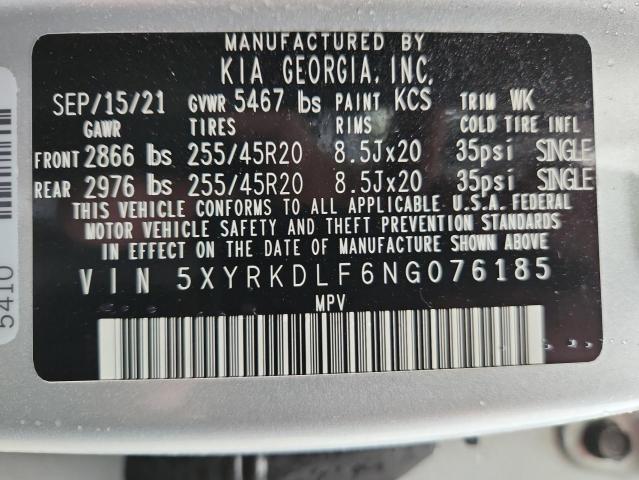 MANUFACTURED BY
KIA GEORGIA, INC.
SEP/15/21 GVWR 5467 lbs PAINT KCS TRIM WK
GAWR TIRES RIMS COLD TIRE INFL
FRONT 2866 lbs 255/45R20 8.5Jx20 35psi SINGLE
REAR 2976 lbs 255/45R20 8.5Jx20 35psi SINGLE
THIS VEHICLE CONFORMS TO ALL APPLICABLE U.S.A. FEDERAL
MOTOR VEHICLE SAFETY AND THEFT PREVENTION STANDARDS
IN EFFECT ON THE DATE OF MANUFACTURE SHOWN ABOVE
VIN 5XYRKDLF6NG076185
MPV
5410